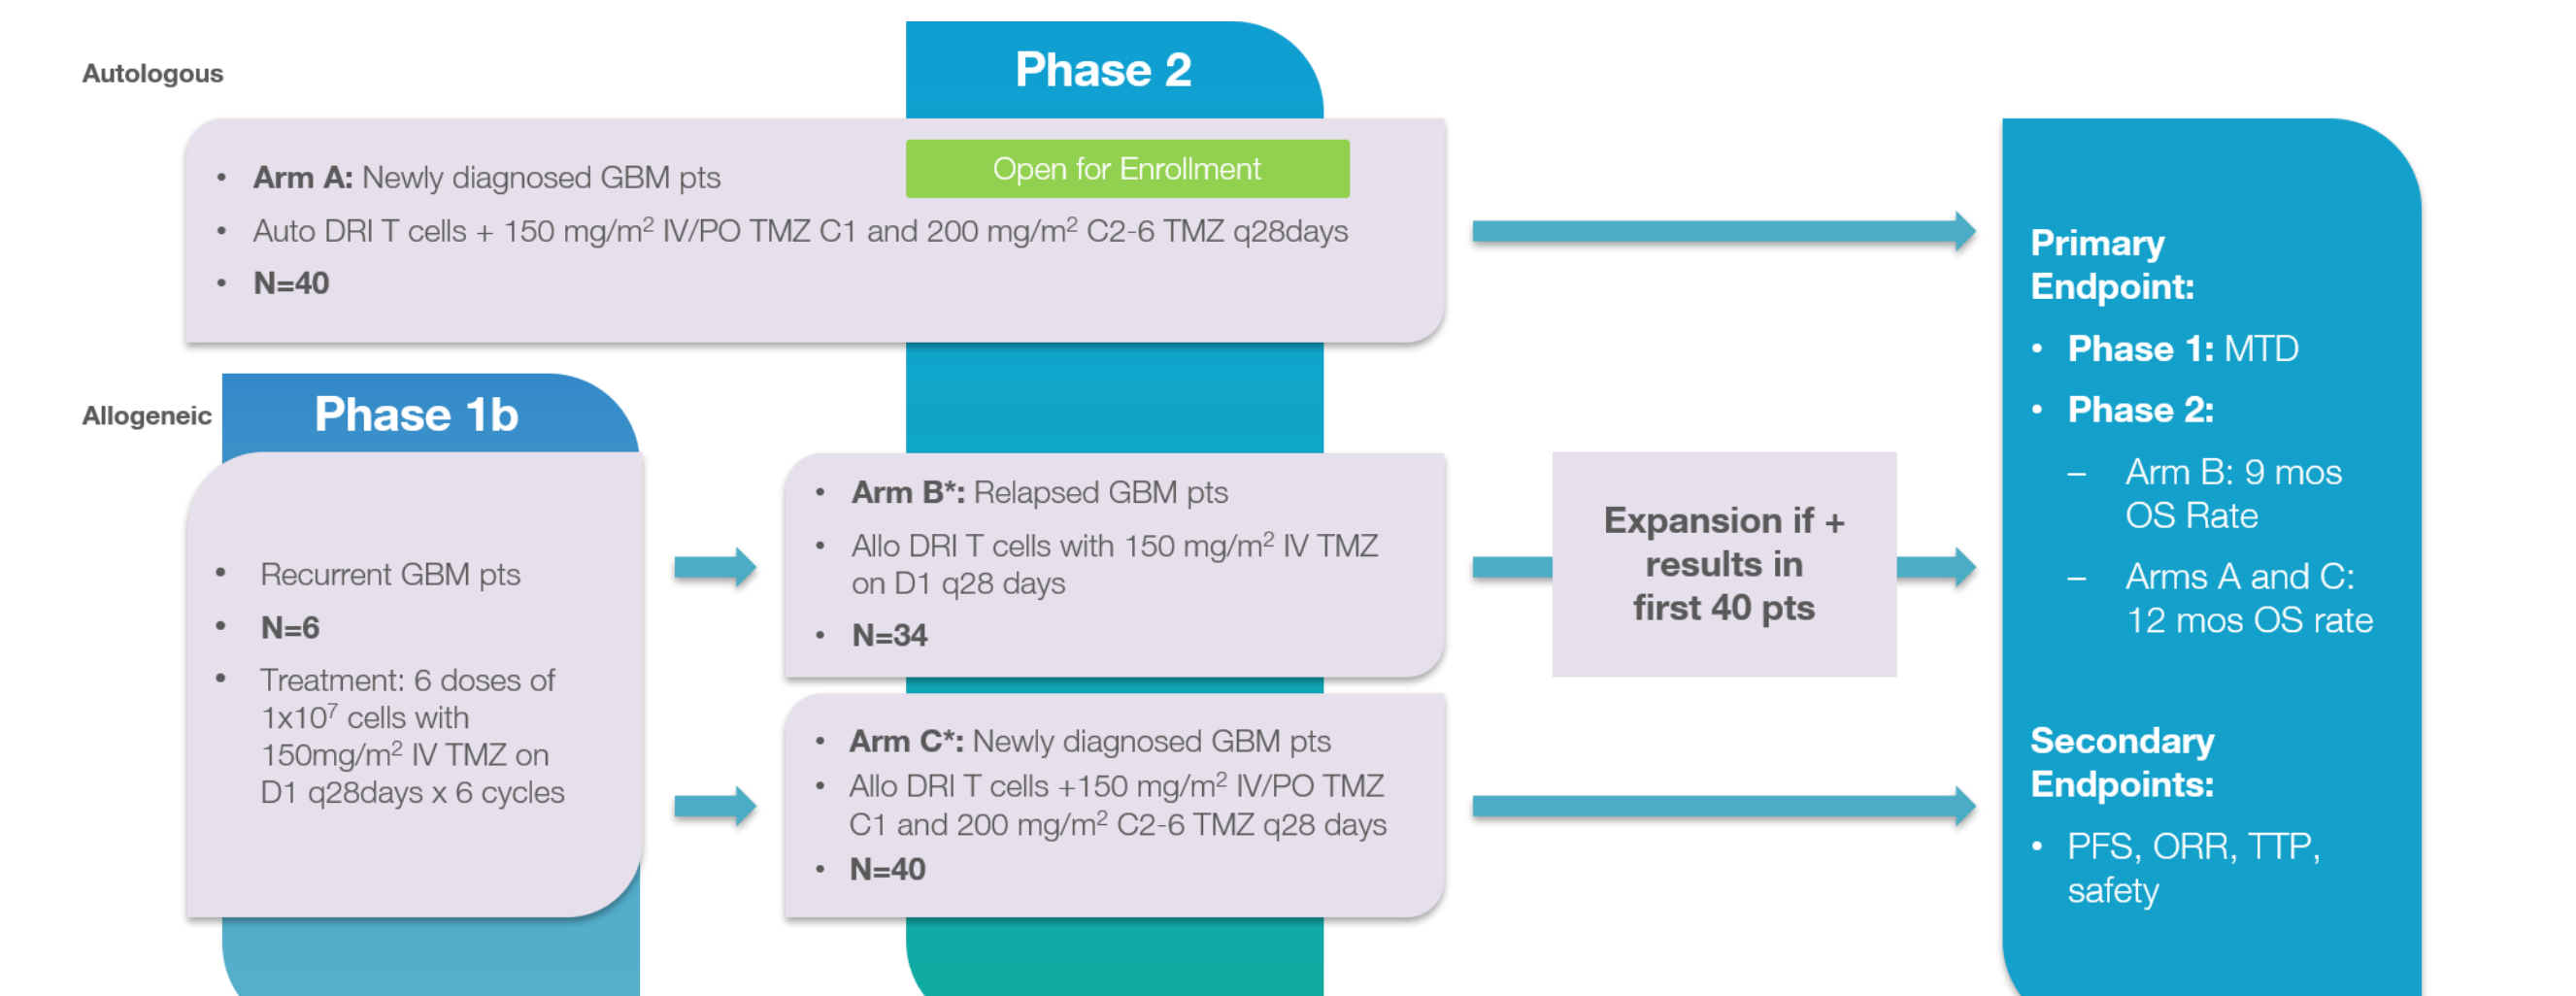 Phase 2
Autologous
• Arm A: Newly diagnosed GBM pts
Open for Enrollment
• Auto DRI T cells + 150 mg/m² IV/PO TMZ C1 and 200 mg/m² C2-6 TMZ q28days
• N=40
Allogeneic
Phase 1b
• Recurrent GBM pts
• N=6
• Treatment: 6 doses of
1x10⁷ cells with
150mg/m² IV TMZ on
D1 q28days x 6 cycles
• Arm B*: Relapsed GBM pts
• Allo DRI T cells with 150 mg/m² IV TMZ
on D1 q28 days
• N=34
• Arm C*: Newly diagnosed GBM pts
• Allo DRI T cells +150 mg/m² IV/PO TMZ
C1 and 200 mg/m² C2-6 TMZ q28 days
• N=40
Expansion if +
results in
first 40 pts
Primary
Endpoint:
• Phase 1: MTD
• Phase 2:
– Arm B: 9 mos
OS Rate
– Arms A and C:
12 mos OS rate
Secondary
Endpoints:
• PFS, ORR, TTP,
safety